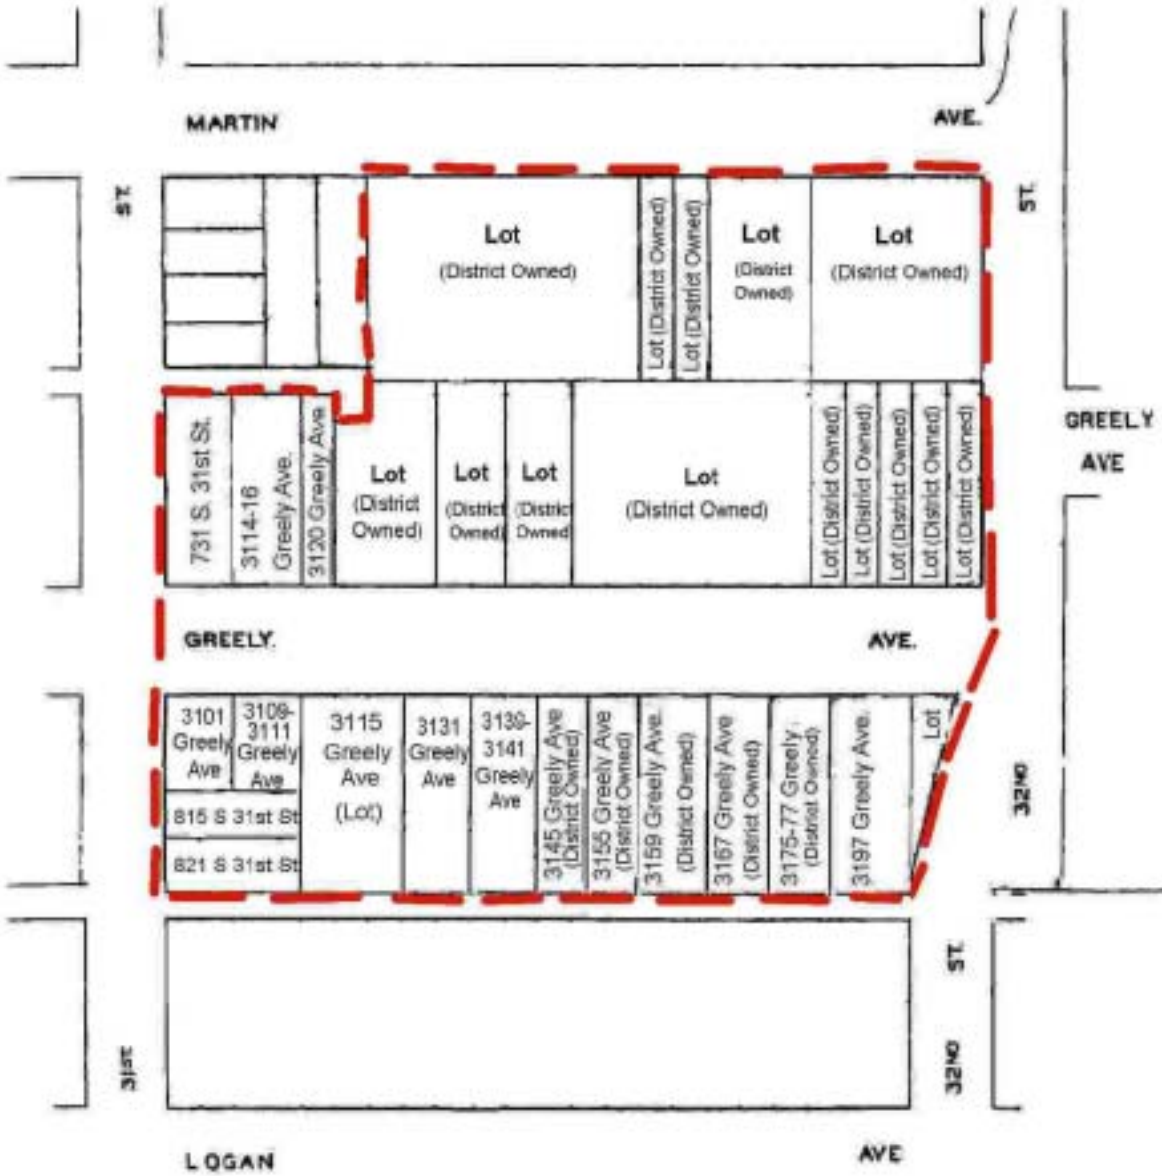 MARTIN AVE.
ST.
ST.
Lot
(District Owned)
Lot (District Owned)
Lot (District Owned)
Lot
(District
Owned)
Lot
(District Owned)
731 S. 31st St.
3114-16
Greely Ave.
3120 Greely Ave
Lot
(District
Owned)
Lot
(District
Owned)
Lot
(District
Owned)
Lot
(District Owned)
Lot (District Owned)
Lot (District Owned)
Lot (District Owned)
Lot (District Owned)
Lot (District Owned)
GREELY
AVE
GREELY. AVE.
3101
Greely
Ave
3109-
3111
Greely
Ave
815 S 31st St
821 S 31st St
3115
Greely
Ave
(Lot)
3131
Greely
Ave
3139-
3141
Greely
Ave
3145 Greely Ave
(District Owned)
3155 Greely Ave
(District Owned)
3159 Greely Ave.
(District Owned)
3167 Greely Ave
(District Owned)
3175-77 Greely
(District Owned)
3197 Greely Ave.
Lot
32ND
ST.
31ST.
32ND
LOGAN AVE